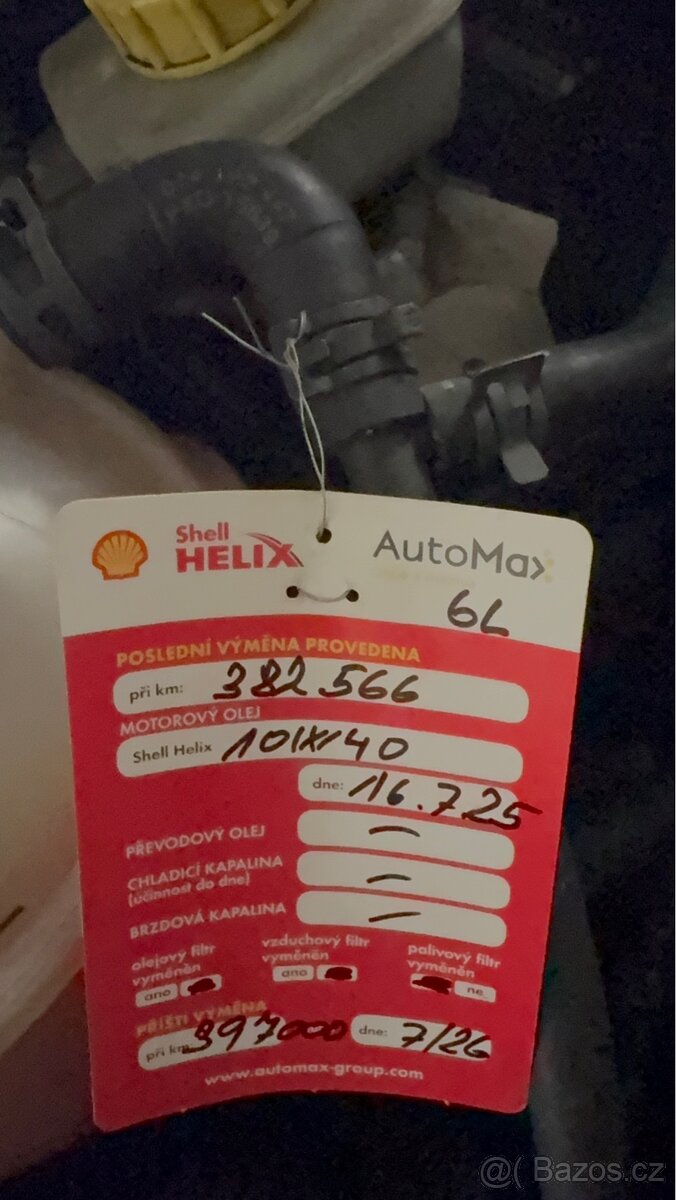 Shell
HELIX
AutoMax
6L
POSLEDNÍ VÝMĚNA PROVEDENA
při km: 382 566
MOTOROVÝ OLEJ
Shell Helix 10W40
dne: 16.7.25
PŘEVODOVÝ OLEJ –
CHLADICÍ KAPALINA
(účinnost do dne) –
BRZDOVÁ KAPALINA –
olejový filtr vyměněn
vzduchový filtr vyměněn
palivový filtr vyměněn
ano
ano
ne
PŘÍŠTÍ VÝMĚNA
při km 397000 dne: 7/26
www.automax-group.com
@( Bazos.cz